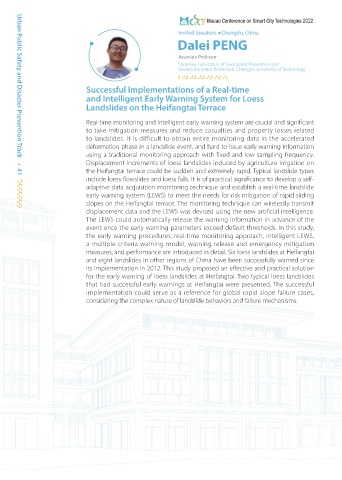 Macao Conference on Smart City Technologies 2022
Invited Speakers • Chengdu, China
Dalei PENG
Associate Professor
State Key Laboratory of Geohazard Prevention and
Geoenvironment Protection, Chengdu University of Technology
Successful Implementations of a Real-time
and Intelligent Early Warning System for Loess
Landslides on the Heifangtai Terrace
Real-time monitoring and intelligent early warning system are crucial and significant
to take mitigation measures and reduce casualties and property losses related
to landslides. It is difficult to obtain entire monitoring data in the accelerated
deformation phase in a landslide event, and hard to issue early warning information
using a traditional monitoring approach with fixed and low sampling frequency.
Displacement increments of loess landslides induced by agriculture irrigation on
the Heifangtai terrace could be sudden and extremely rapid. Typical landslide types
include loess flowslides and loess falls. It is of practical significance to develop a self-
adaptive data acquisition monitoring technique and establish a real-time landslide
early warning system (LEWS) to meet the needs for risk mitigation of rapid sliding
slopes on the Heifangtai terrace. The monitoring technique can wirelessly transmit
displacement data and the LEWS was devised using the new artificial intelligence.
The LEWS could automatically release the warning information in advance of the
event once the early warning parameters exceed default thresholds. In this study,
the early warning procedures, real-time monitoring approach, intelligent LEWS,
a multiple criteria warning model, warning release and emergency mitigation
measures, and performance are introduced in detail. Six loess landslides at Heifangtai
and eight landslides in other regions of China have been successfully warned since
its implementation in 2012. This study proposed an effective and practical solution
for the early warning of loess landslides at Heifangtai. Two typical loess landslides
that had successful early warnings at Heifangtai were presented. The successful
implementation could serve as a reference for global rapid slope failure cases,
considering the complex nature of landslide behaviors and failure mechanisms.
Urban Public Safety and Disaster Prevention Track • 41